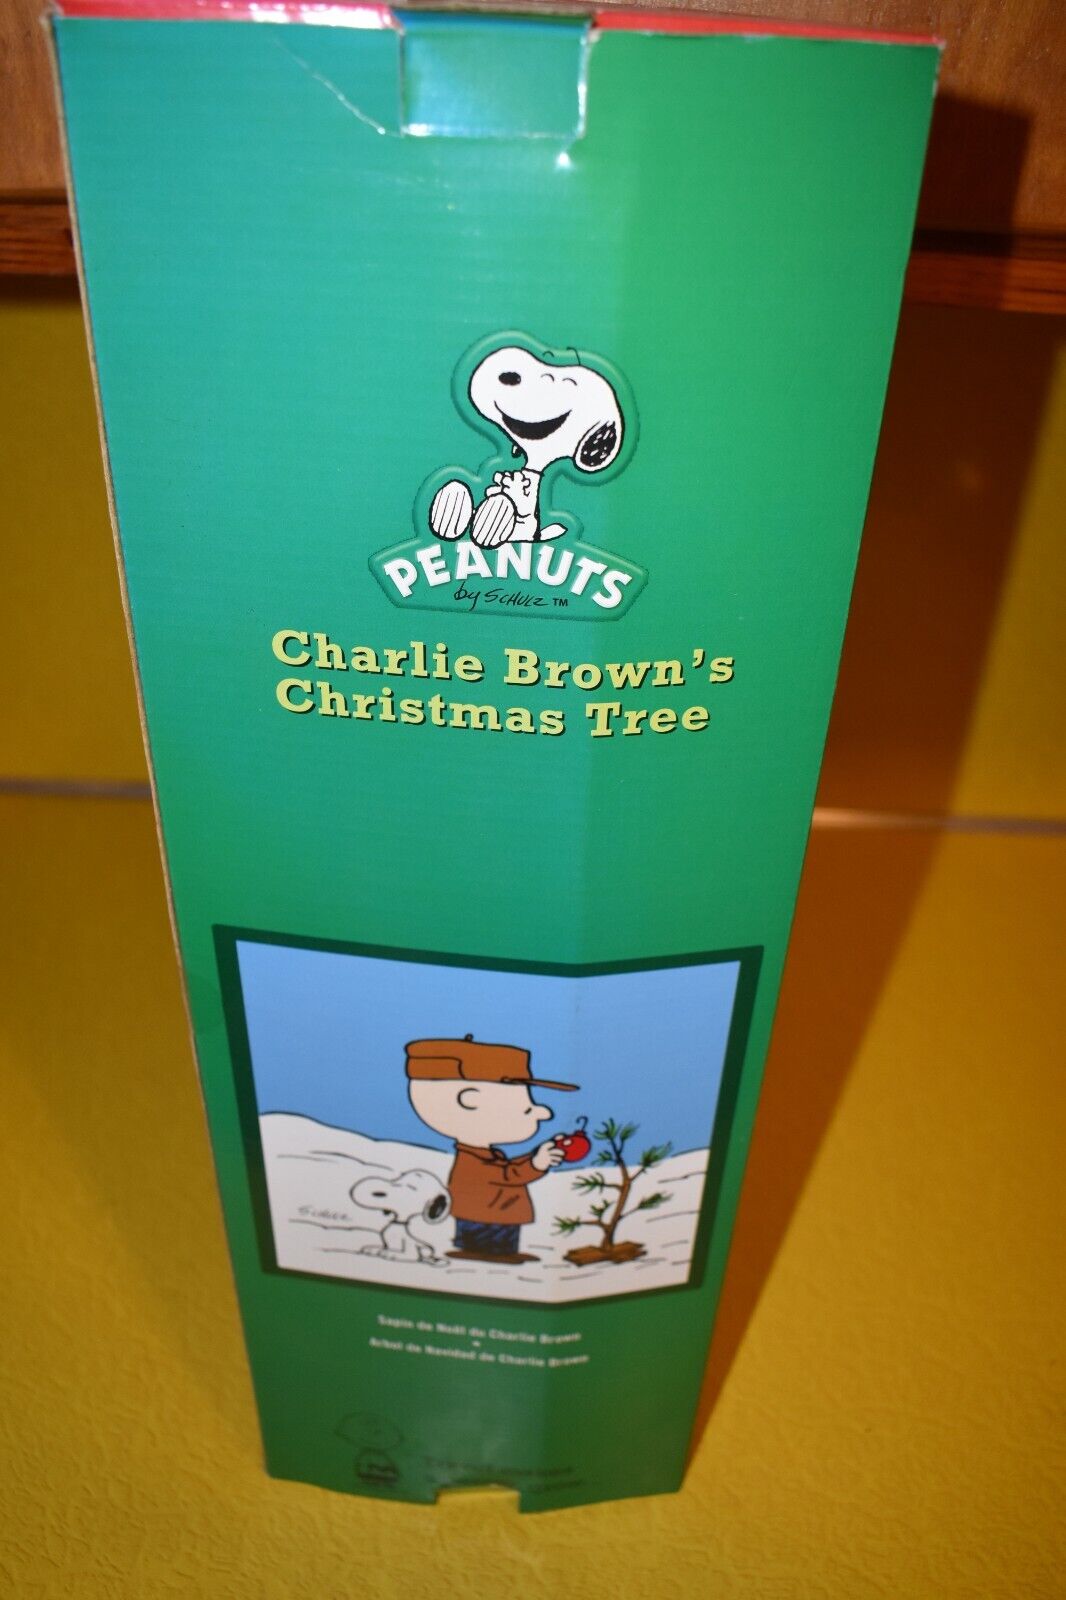 PEANUTS
by SCHULZ TM
Charlie Brown's
Christmas Tree
SCHULZ
Sapin de Noël de Charlie Brown
Arbol de Navidad de Charlie Brown